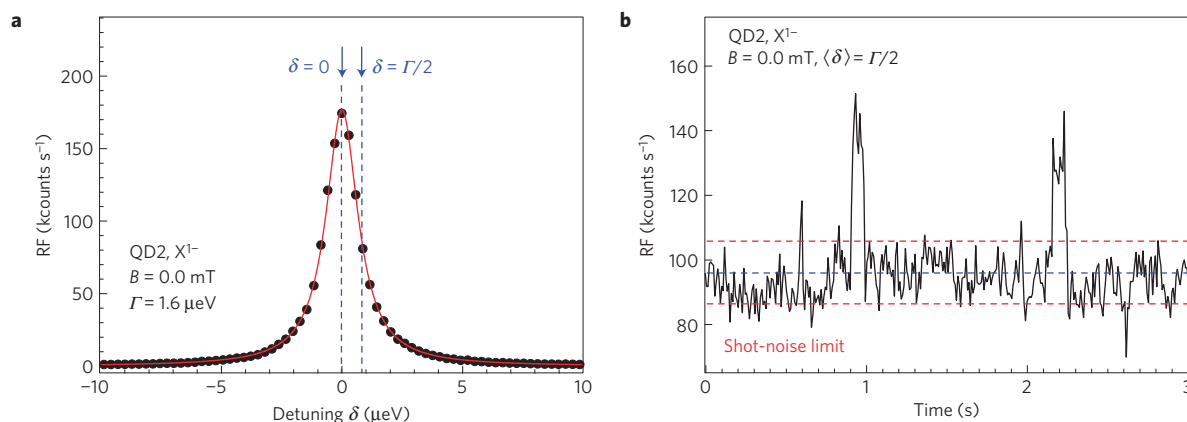 a
200
150
100
50
0
RF (kcounts s⁻¹)
δ = 0
δ = Γ/2
QD2, X¹⁻
B = 0.0 mT
Γ = 1.6 μeV
−10
−5
0
5
10
Detuning δ (μeV)
b
160
140
120
100
80
RF (kcounts s⁻¹)
QD2, X¹⁻
B = 0.0 mT, ⟨δ⟩ = Γ/2
Shot-noise limit
0
1
2
3
Time (s)